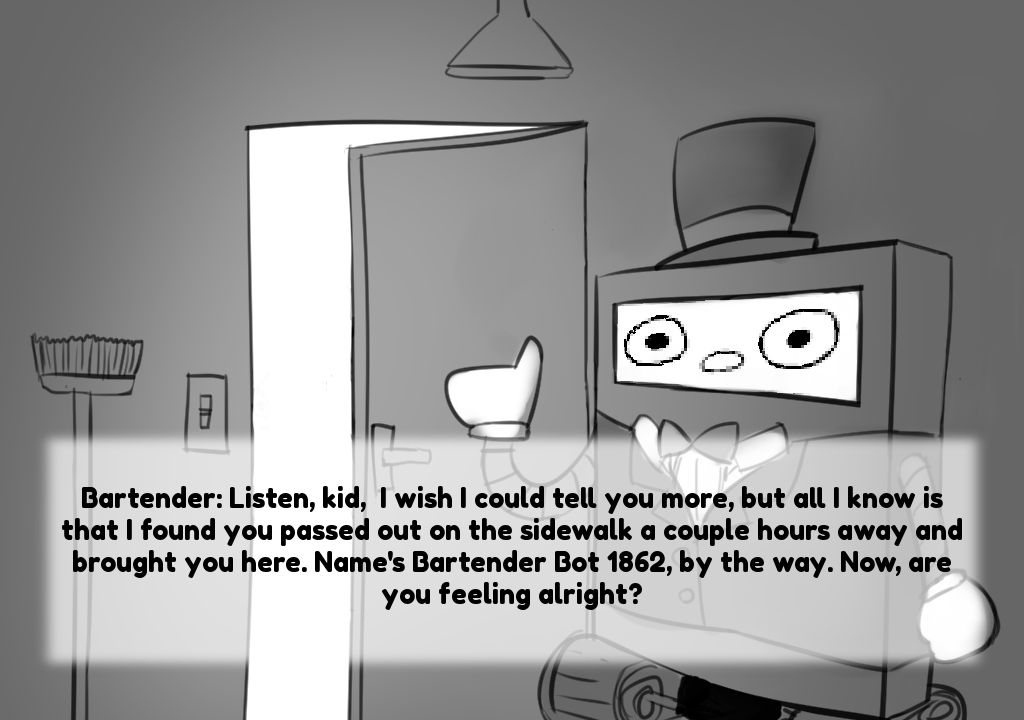 Bartender: Listen, kid,  I wish I could tell you more, but all I know is
that I found you passed out on the sidewalk a couple hours away and
brought you here. Name's Bartender Bot 1862, by the way. Now, are
you feeling alright?